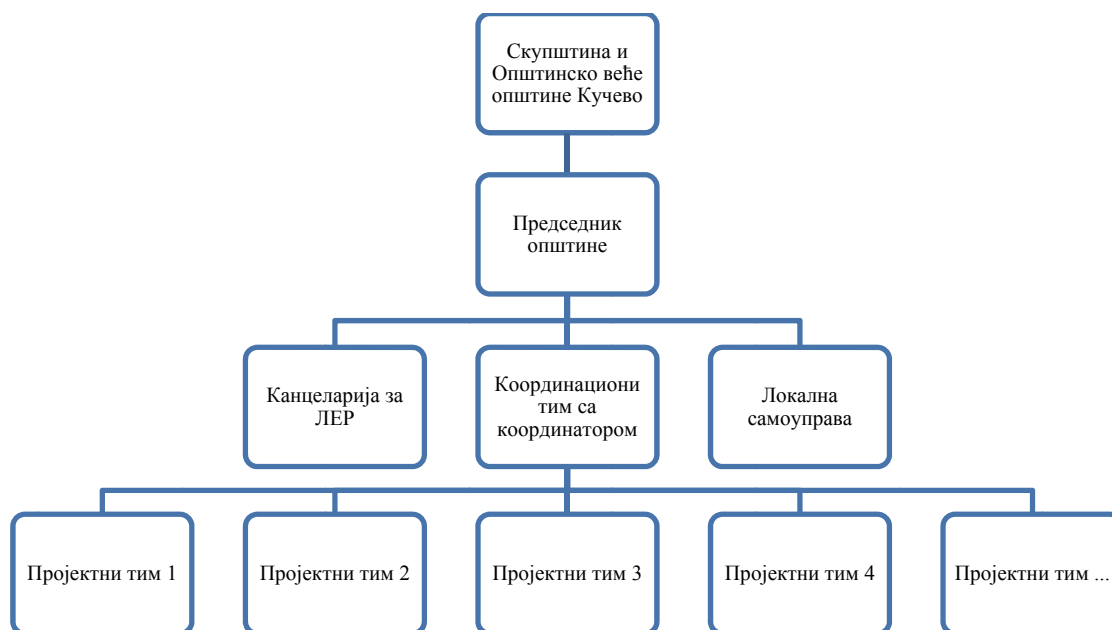 Скупштина и
Општинско веће
општине Кучево
Председник
општине
Канцеларија за
ЛЕР
Координациони
тим са
координатором
Локална
самоуправа
Пројектни тим 1
Пројектни тим 2
Пројектни тим 3
Пројектни тим 4
Пројектни тим ...